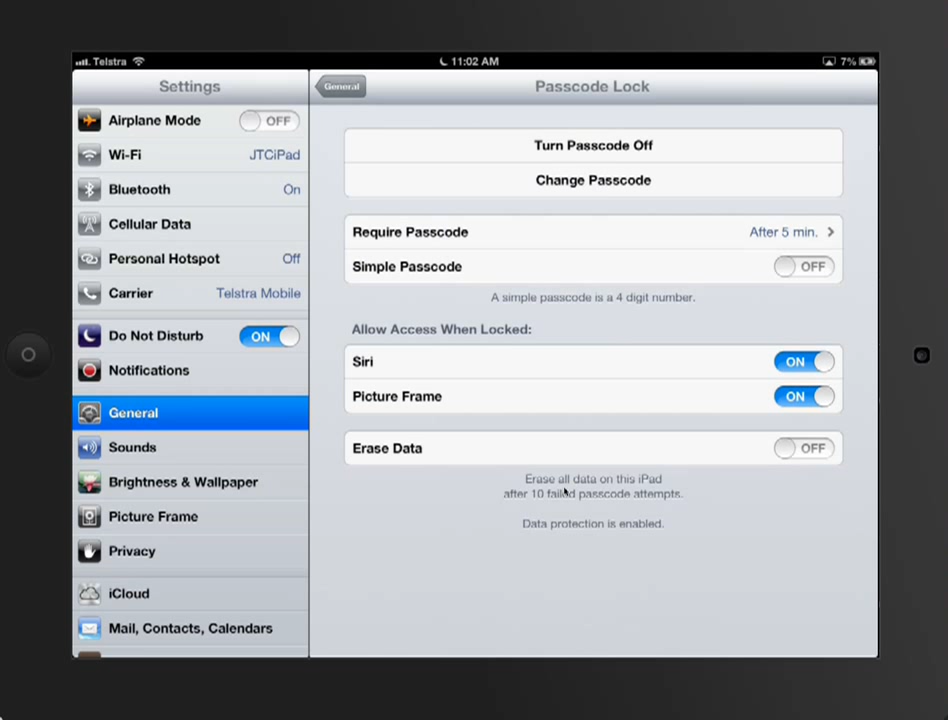 Telstra
11:02 AM
7%
Settings
General
Passcode Lock
Airplane Mode OFF
Wi-Fi JTCiPad
Bluetooth On
Cellular Data
Personal Hotspot Off
Carrier Telstra Mobile
Do Not Disturb ON
Notifications
General
Sounds
Brightness & Wallpaper
Picture Frame
Privacy
iCloud
Mail, Contacts, Calendars
Turn Passcode Off
Change Passcode
Require Passcode After 5 min.
Simple Passcode OFF
A simple passcode is a 4 digit number.
Allow Access When Locked:
Siri ON
Picture Frame ON
Erase Data OFF
Erase all data on this iPad
after 10 failed passcode attempts.
Data protection is enabled.